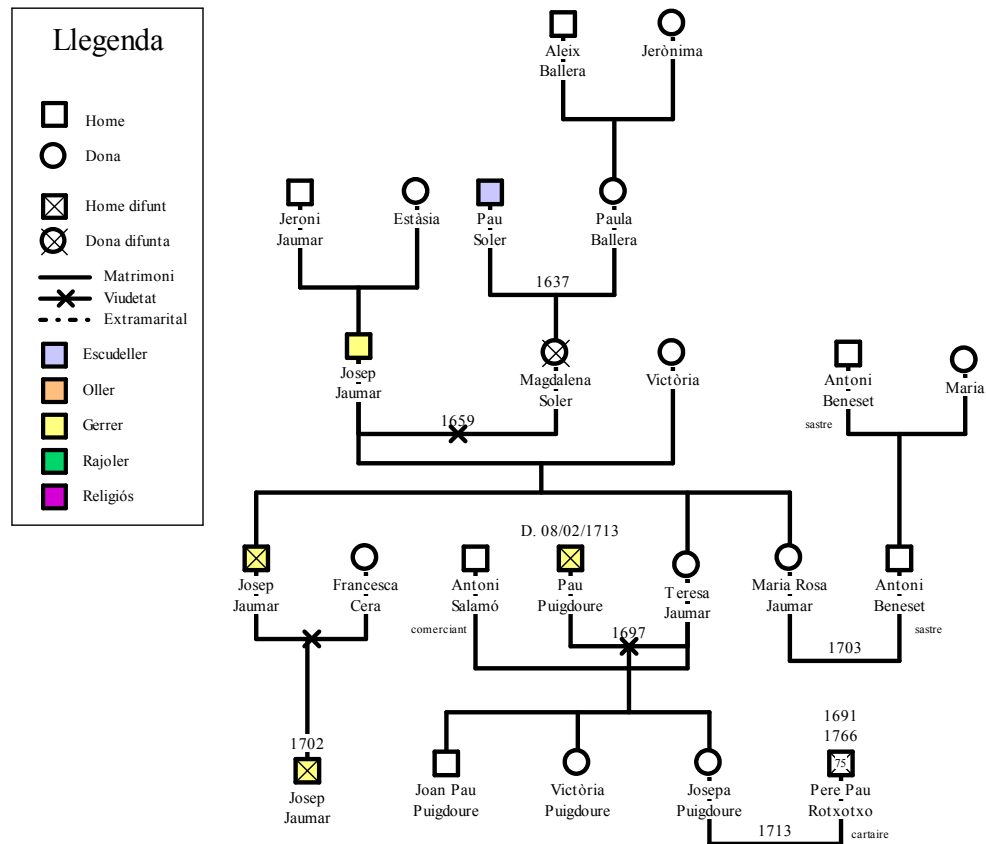 Llegenda
Home
Dona
Home difunt
Dona difunta
Matrimoni
Viudetat
Extramarital
Escudeller
Oller
Gerrer
Rajoler
Religiós
Aleix
Ballera
Jerònima
Jeroni
Jaumar
Estàsia
Pau
Soler
Paula
Ballera
1637
Josep
Jaumar
Magdalena
Soler
Victòria
Antoni
Beneset
sastre
Maria
1659
D. 08/02/1713
Josep
Jaumar
Francesca
Cera
Antoni
Salamó
comerciant
Pau
Puigdoure
Teresa
Jaumar
Maria Rosa
Jaumar
Antoni
Beneset
sastre
1697
1703
1702
Josep
Jaumar
Joan Pau
Puigdoure
Victòria
Puigdoure
Josepa
Puigdoure
1691
1766
75
Pere Pau
Rotxotxo
cartaire
1713